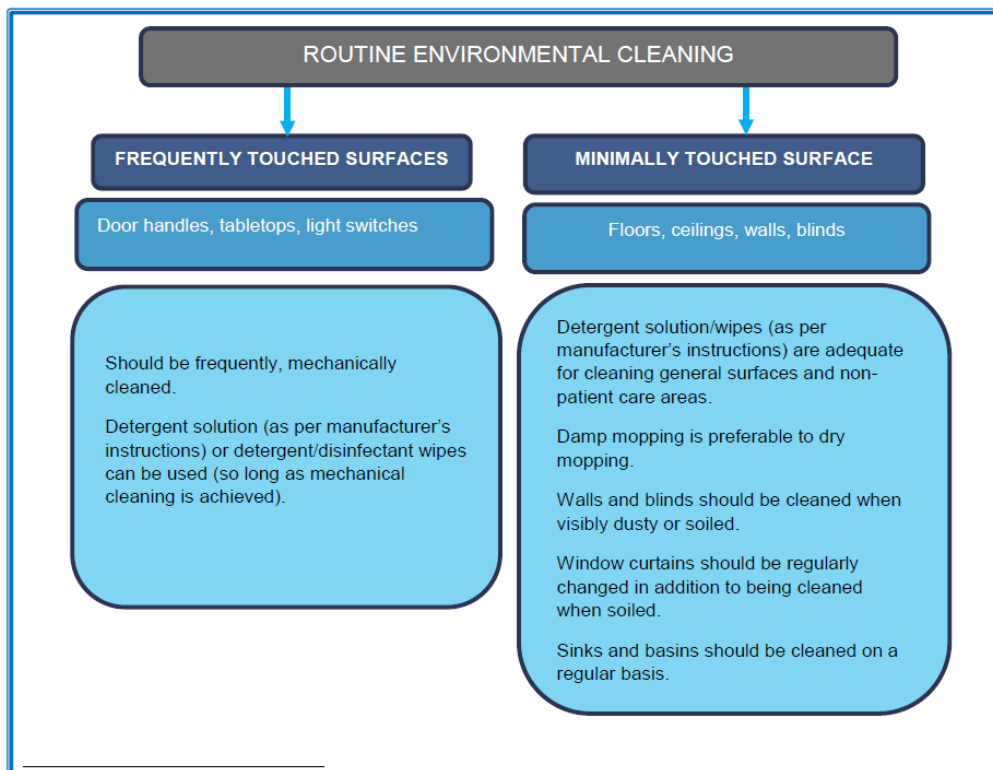 ROUTINE ENVIRONMENTAL CLEANING
FREQUENTLY TOUCHED SURFACES
Door handles, tabletops, light switches
Should be frequently, mechanically
cleaned.
Detergent solution (as per manufacturer’s
instructions) or detergent/disinfectant wipes
can be used (so long as mechanical
cleaning is achieved).
MINIMALLY TOUCHED SURFACE
Floors, ceilings, walls, blinds
Detergent solution/wipes (as per
manufacturer’s instructions) are adequate
for cleaning general surfaces and non-
patient care areas.
Damp mopping is preferable to dry
mopping.
Walls and blinds should be cleaned when
visibly dusty or soiled.
Window curtains should be regularly
changed in addition to being cleaned
when soiled.
Sinks and basins should be cleaned on a
regular basis.